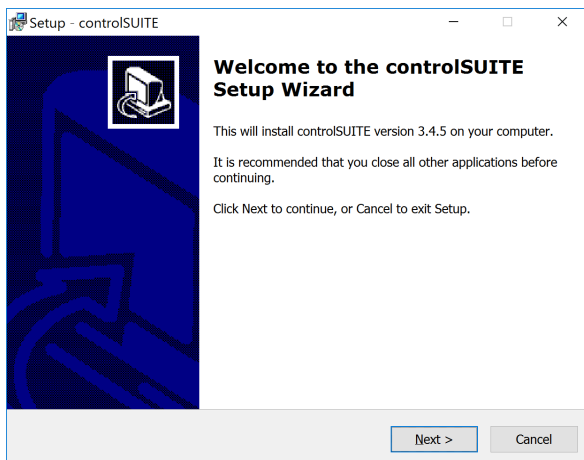 Setup - controlSUITE
Welcome to the controlSUITE
Setup Wizard
This will install controlSUITE version 3.4.5 on your computer.
It is recommended that you close all other applications before
continuing.
Click Next to continue, or Cancel to exit Setup.
Next >
Cancel